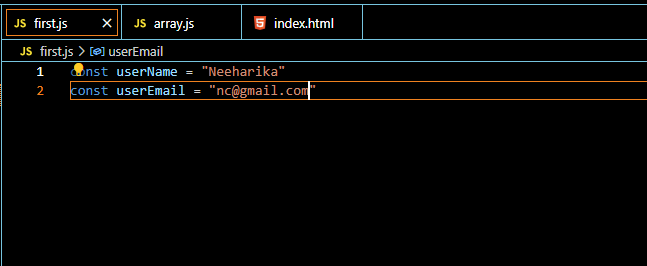 JS first.js × JS array.js 5 index.html
JS first.js > userEmail
1 const userName = "Neeharika"
2 const userEmail = "nc@gmail.com"